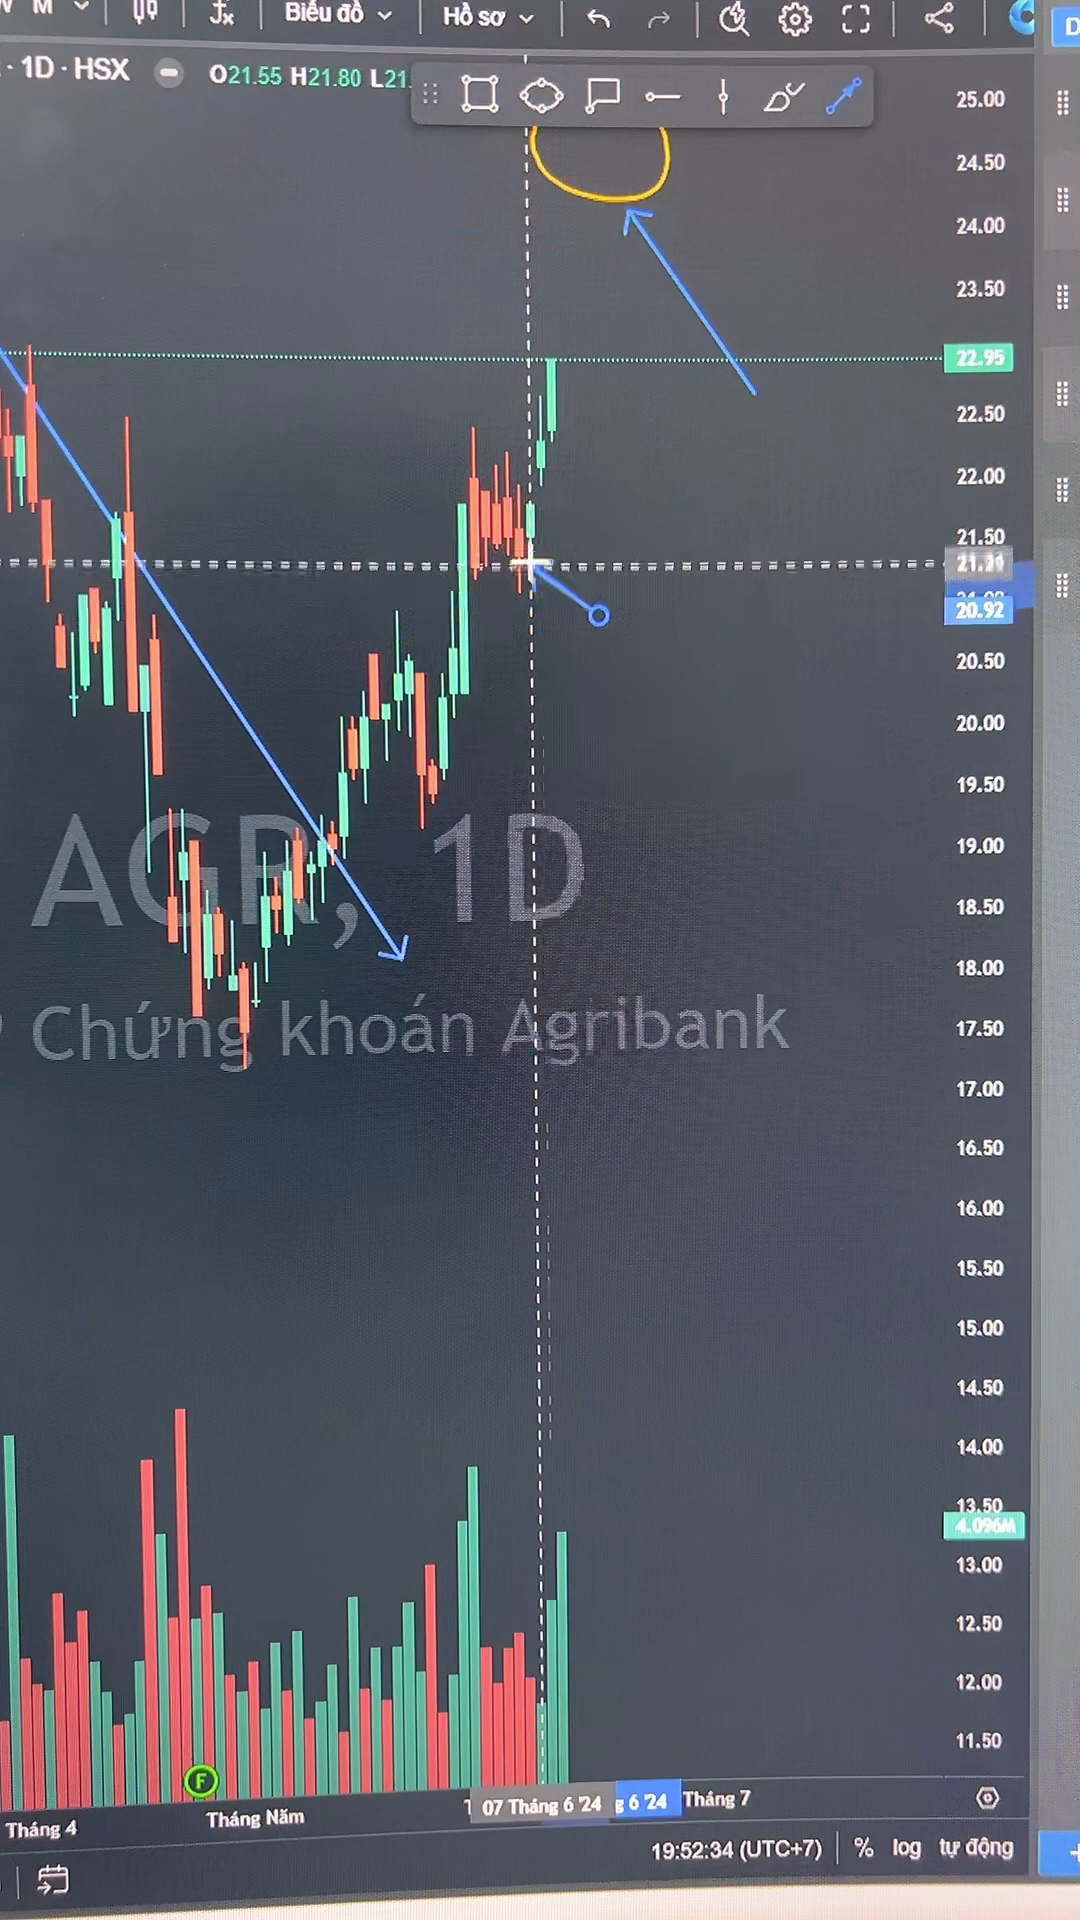 M
Biểu đồ
Hồ sơ
· 1D · HSX
O21.55 H21.80 L21.
25.00
24.50
24.00
23.50
22.95
22.50
22.00
21.50
20.92
20.50
20.00
19.50
19.00
18.50
18.00
17.50
17.00
16.50
16.00
15.50
15.00
14.50
14.00
13.50
4.096M
13.00
12.50
12.00
11.50
AGR, 1D
Chứng khoán Agribank
F
Tháng 4
Tháng Năm
07 Tháng 6 '24
g 6 '24
Tháng 7
19:52:34 (UTC+7)
%
log
tự động
D